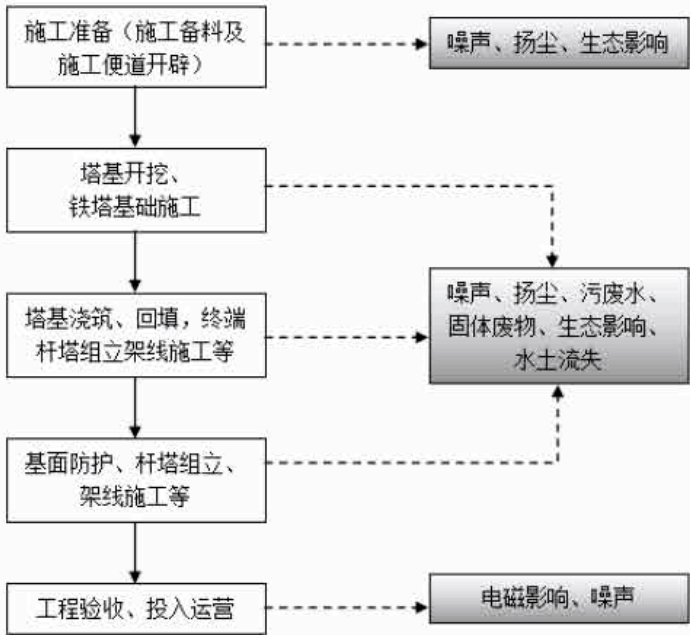 施工准备（施工备料及
施工便道开辟）
噪声、扬尘、生态影响
塔基开挖、
铁塔基础施工
塔基浇筑、回填，终端
杆塔组立架线施工等
噪声、扬尘、污废水、
固体废物、生态影响、
水土流失
基面防护、杆塔组立、
架线施工等
工程验收、投入运营
电磁影响、噪声